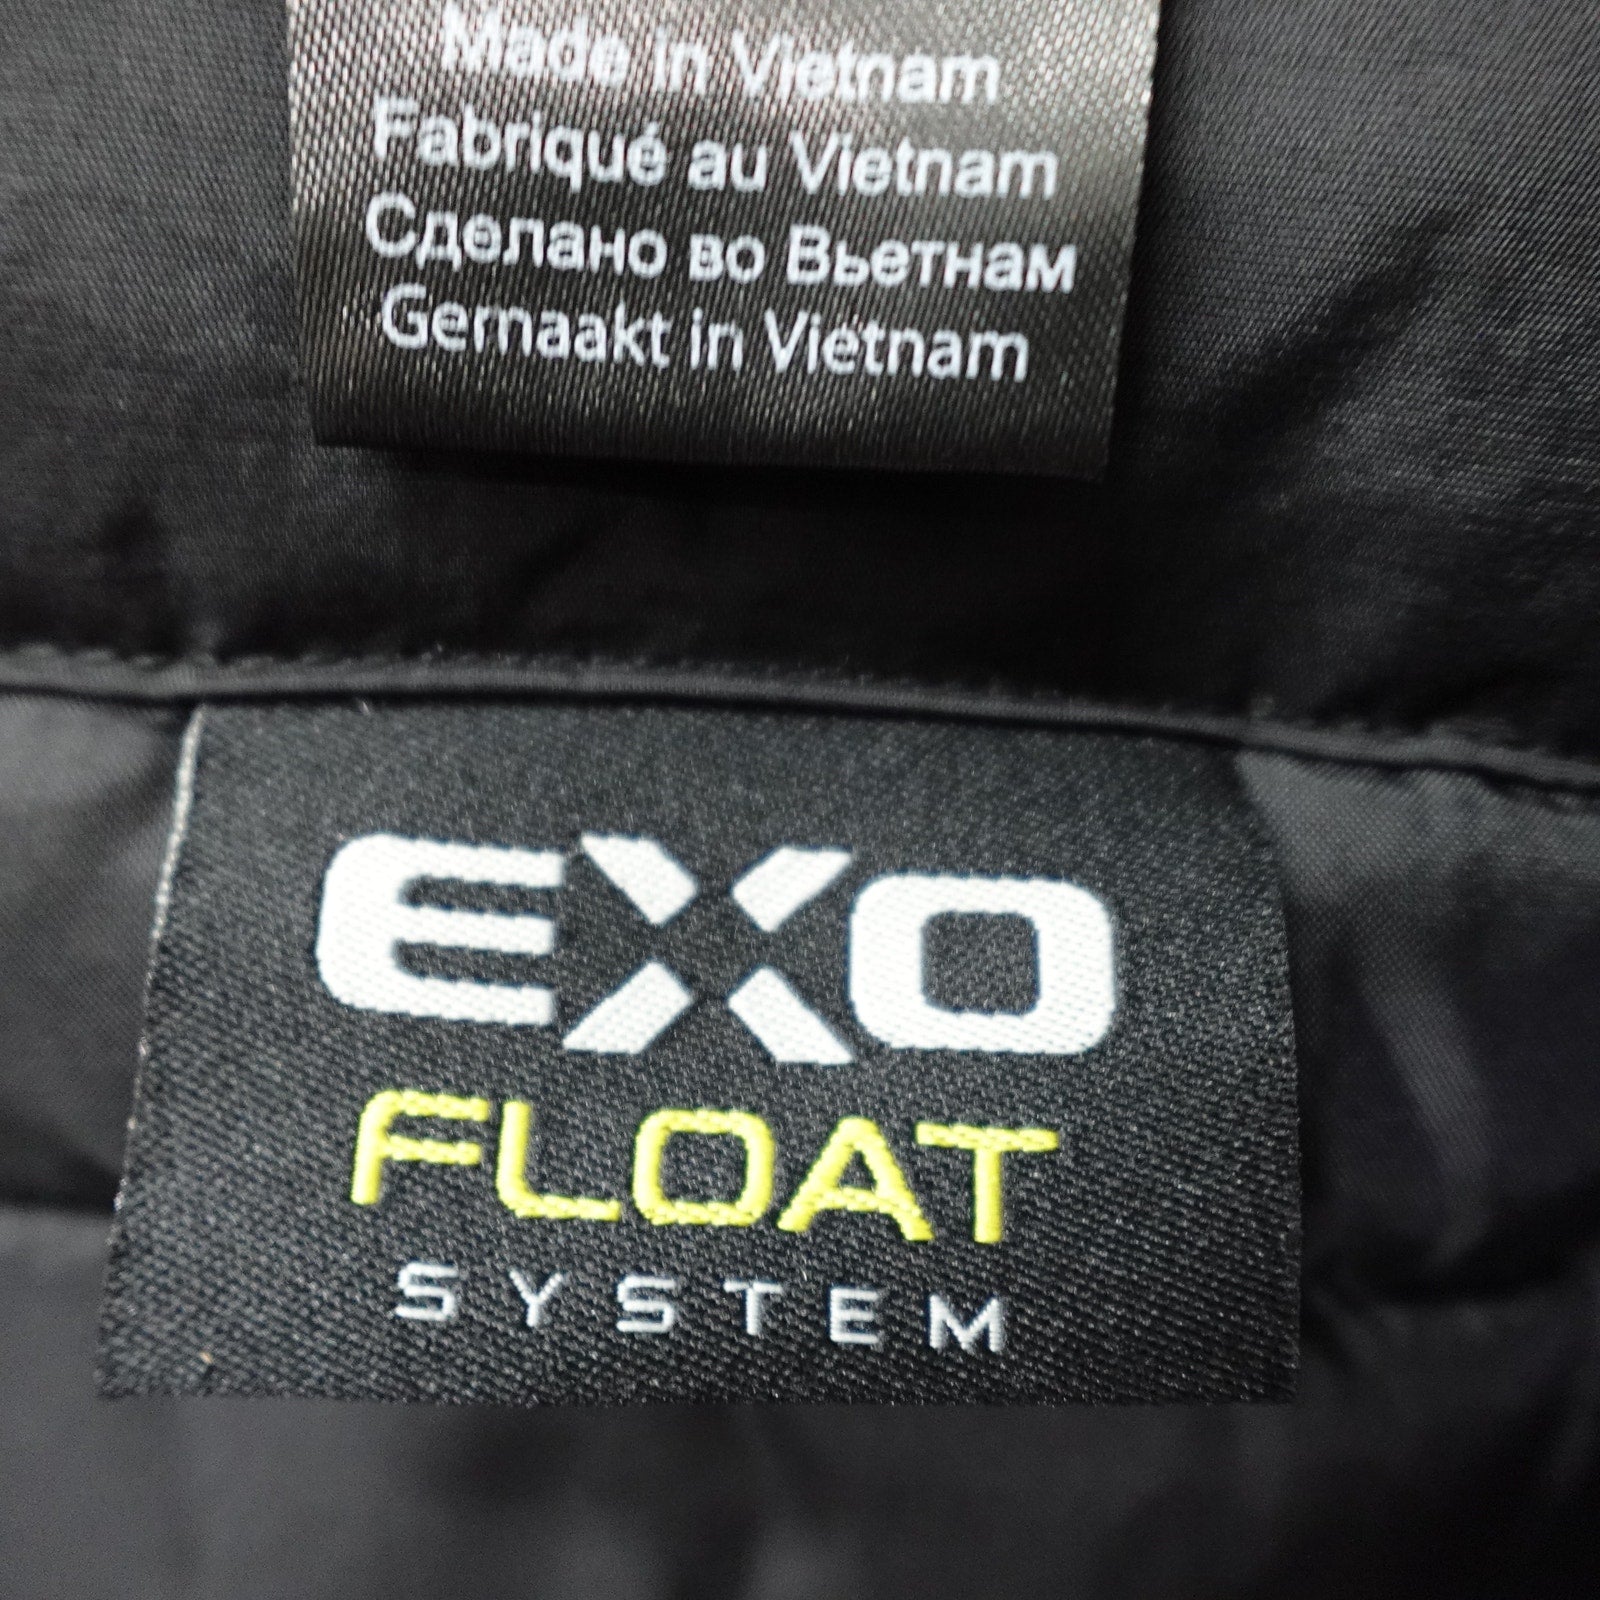 Made in Vietnam
Fabriqué au Vietnam
Сделано во Вьетнам
Gemaakt in Vietnam
EXO
FLOAT
SYSTEM